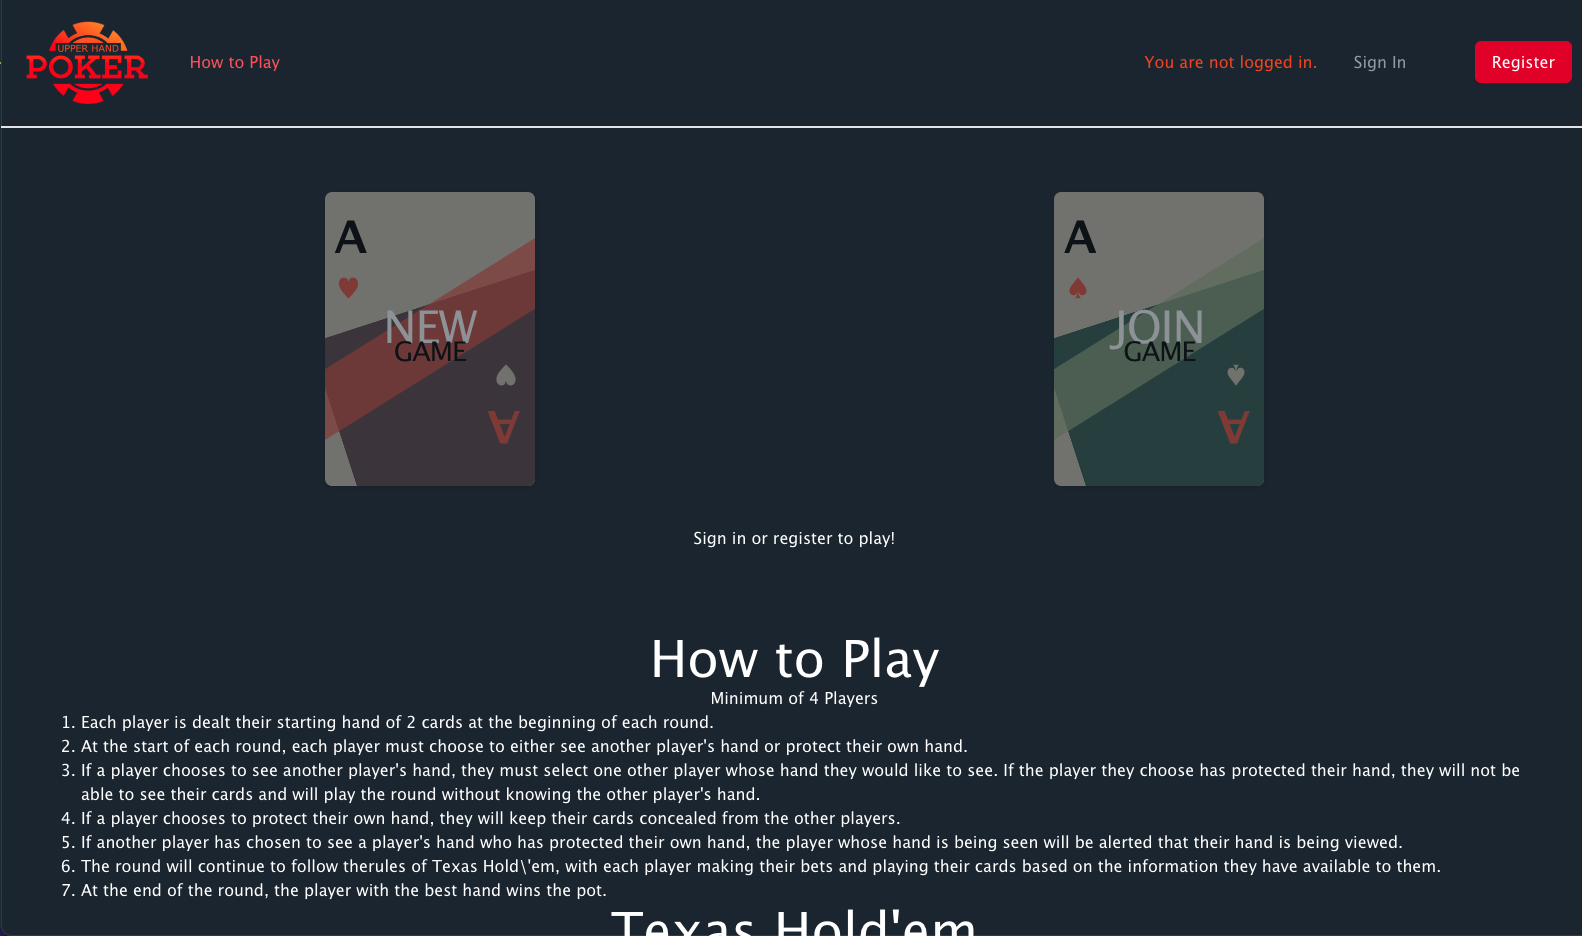 UPPER HAND
POKER
How to Play
You are not logged in.
Sign In
Register
A
NEW
GAME
A
A
JOIN
GAME
A
Sign in or register to play!
How to Play
Minimum of 4 Players
1. Each player is dealt their starting hand of 2 cards at the beginning of each round.
2. At the start of each round, each player must choose to either see another player's hand or protect their own hand.
3. If a player chooses to see another player's hand, they must select one other player whose hand they would like to see. If the player they choose has protected their hand, they will not be
able to see their cards and will play the round without knowing the other player's hand.
4. If a player chooses to protect their own hand, they will keep their cards concealed from the other players.
5. If another player has chosen to see a player's hand who has protected their own hand, the player whose hand is being seen will be alerted that their hand is being viewed.
6. The round will continue to follow therules of Texas Hold\'em, with each player making their bets and playing their cards based on the information they have available to them.
7. At the end of the round, the player with the best hand wins the pot.
Texas Hold'em